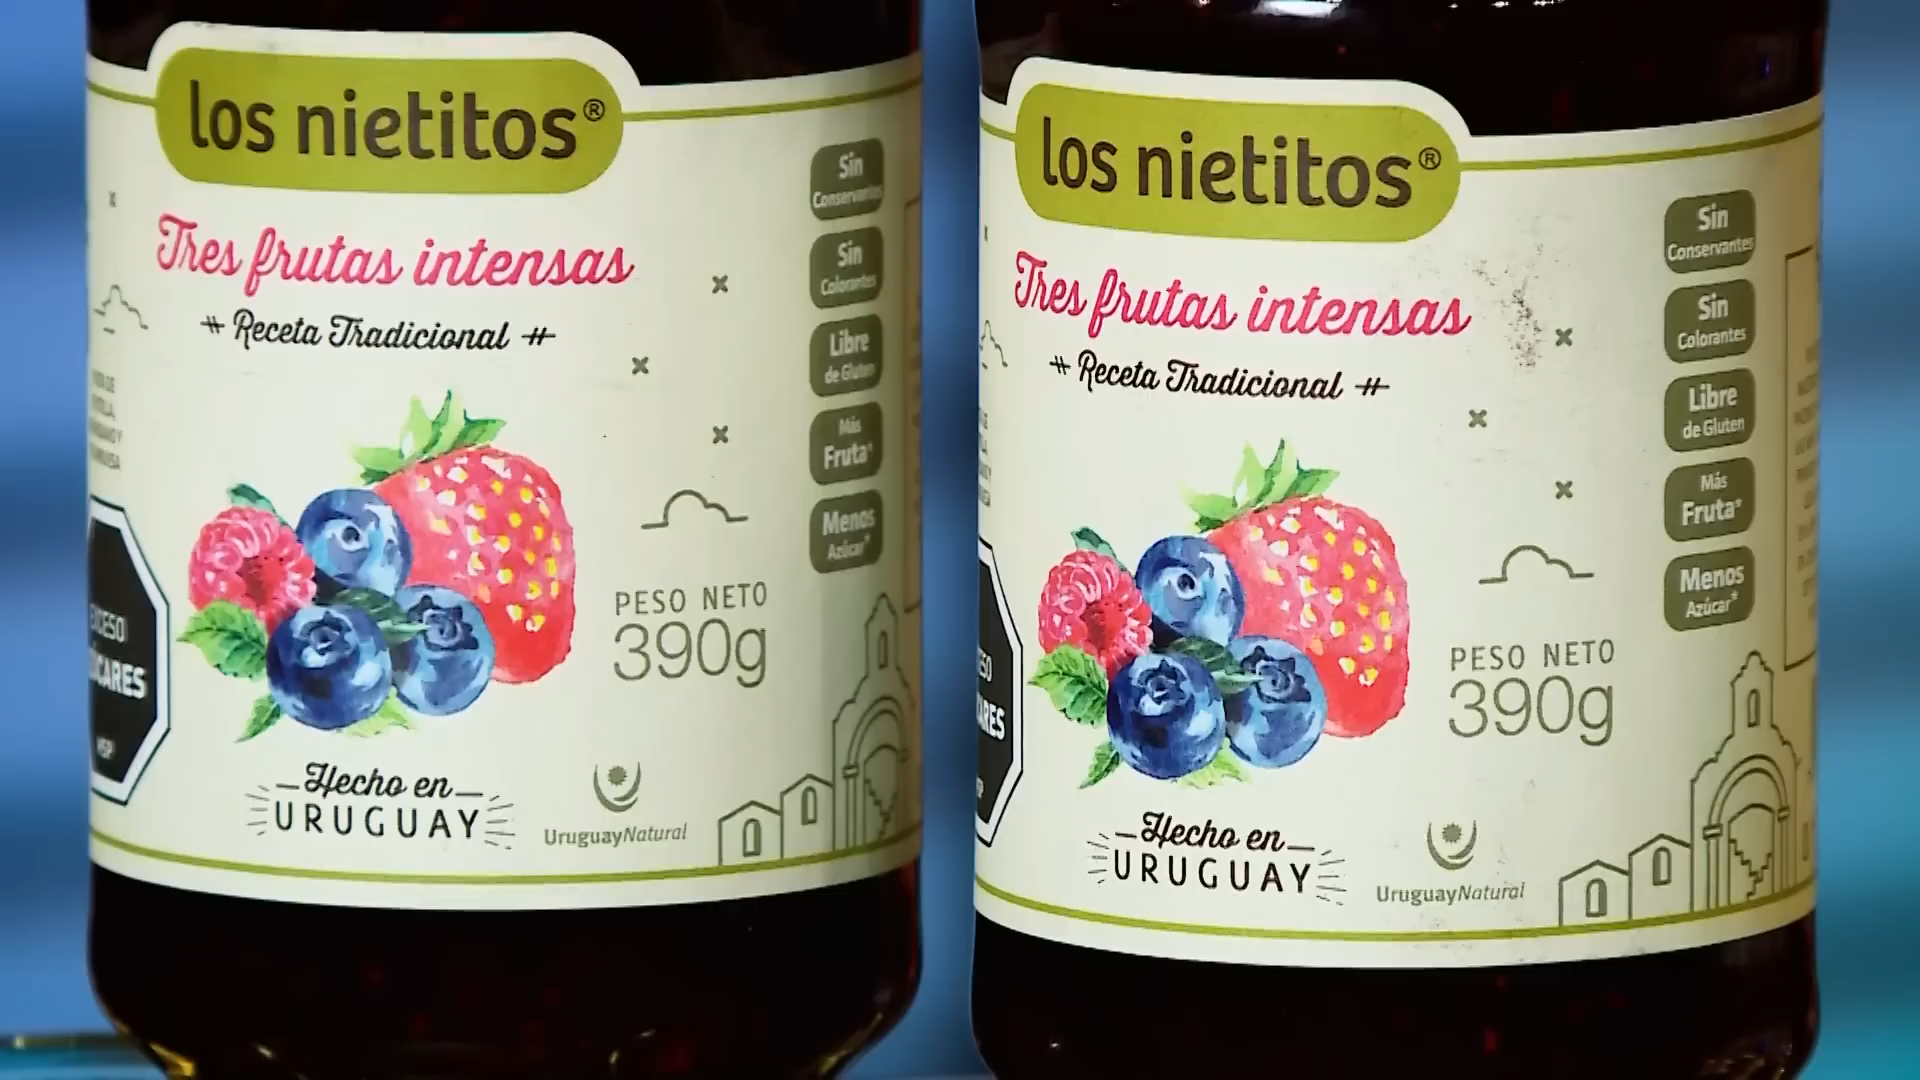 los nietitos®
Tres frutas intensas
Receta Tradicional
Sin
Conservantes
Sin
Colorantes
Libre
de Gluten
Más
Fruta*
Menos
Azúcar*
PESO NETO
390g
Hecho en
URUGUAY
UruguayNatural
MSP
los nietitos®
Tres frutas intensas
Receta Tradicional
Sin
Conservantes
Sin
Colorantes
Libre
de Gluten
Más
Fruta*
Menos
Azúcar*
PESO NETO
390g
Hecho en
URUGUAY
UruguayNatural